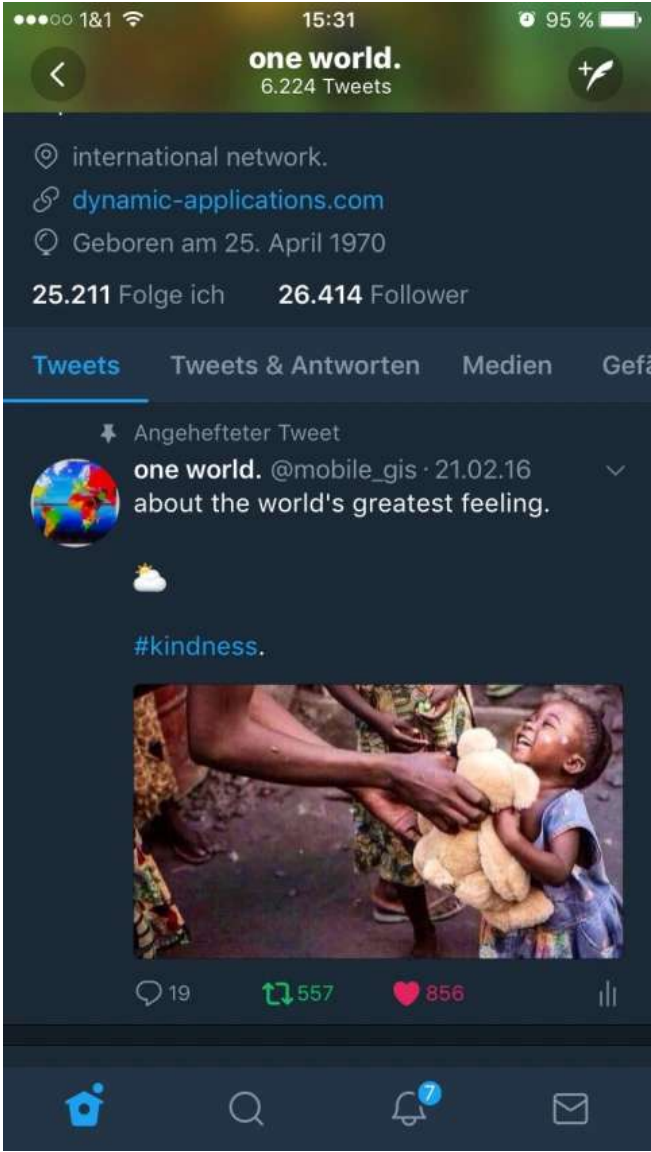 1&1 15:31 95 %
one world.
6.224 Tweets
international network.
dynamic-applications.com
Geboren am 25. April 1970
25.211 Folge ich 26.414 Follower
Tweets Tweets & Antworten Medien Gefä
Angehefteter Tweet
one world. @mobile_gis · 21.02.16
about the world's greatest feeling.
#kindness.
19 557 856
7